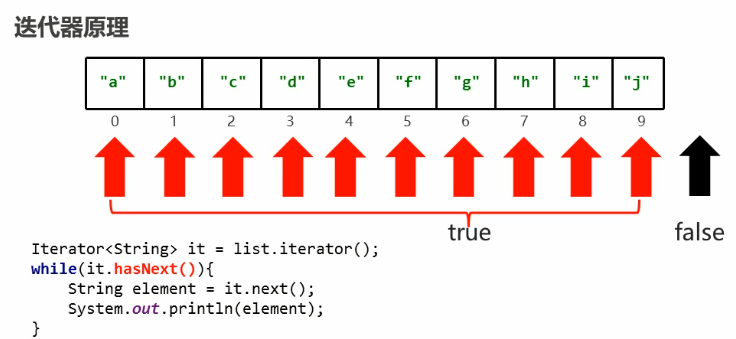 迭代器原理
"a" "b" "c" "d" "e" "f" "g" "h" "i" "j"
0 1 2 3 4 5 6 7 8 9
true false
Iterator<String> it = list.iterator();
while(it.hasNext()){
    String element = it.next();
    System.out.println(element);
}